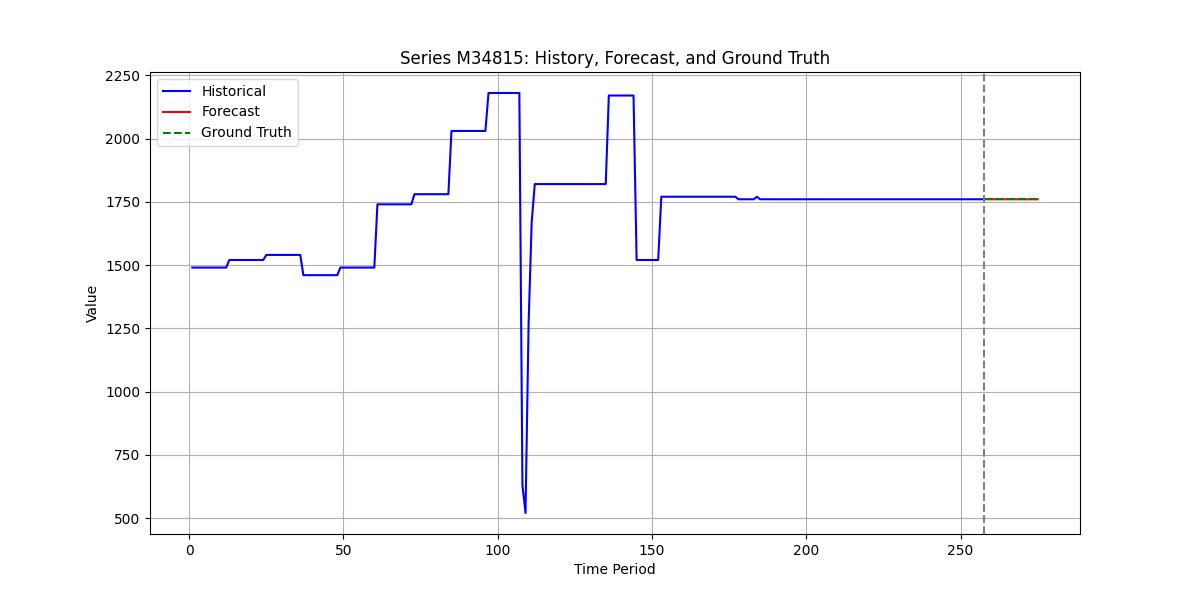 Series M34815: History, Forecast, and Ground Truth
Historical
Forecast
Ground Truth
2250
2000
1750
1500
1250
1000
750
500
Value
0 50 100 150 200 250
Time Period